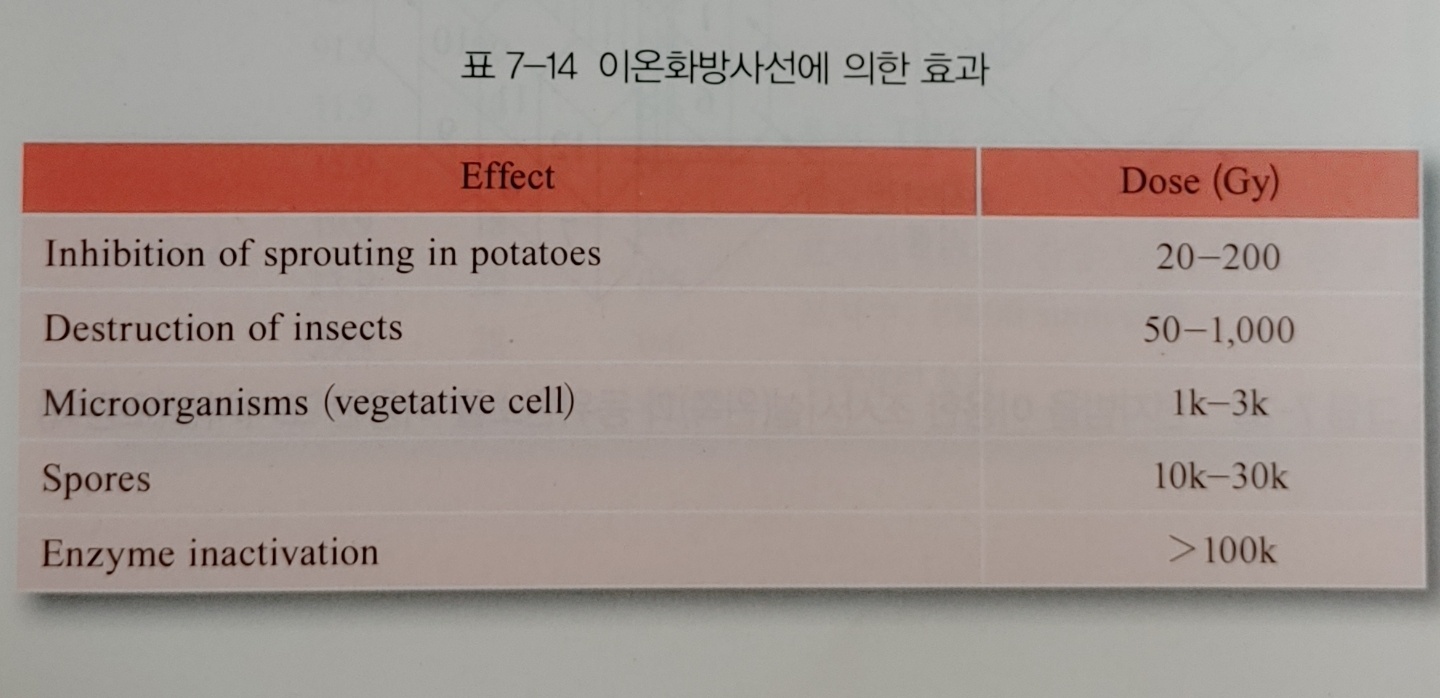 표 7-14 이온화방사선에 의한 효과
Effect Dose (Gy)
Inhibition of sprouting in potatoes 20-200
Destruction of insects 50-1,000
Microorganisms (vegetative cell) 1k-3k
Spores 10k-30k
Enzyme inactivation >100k